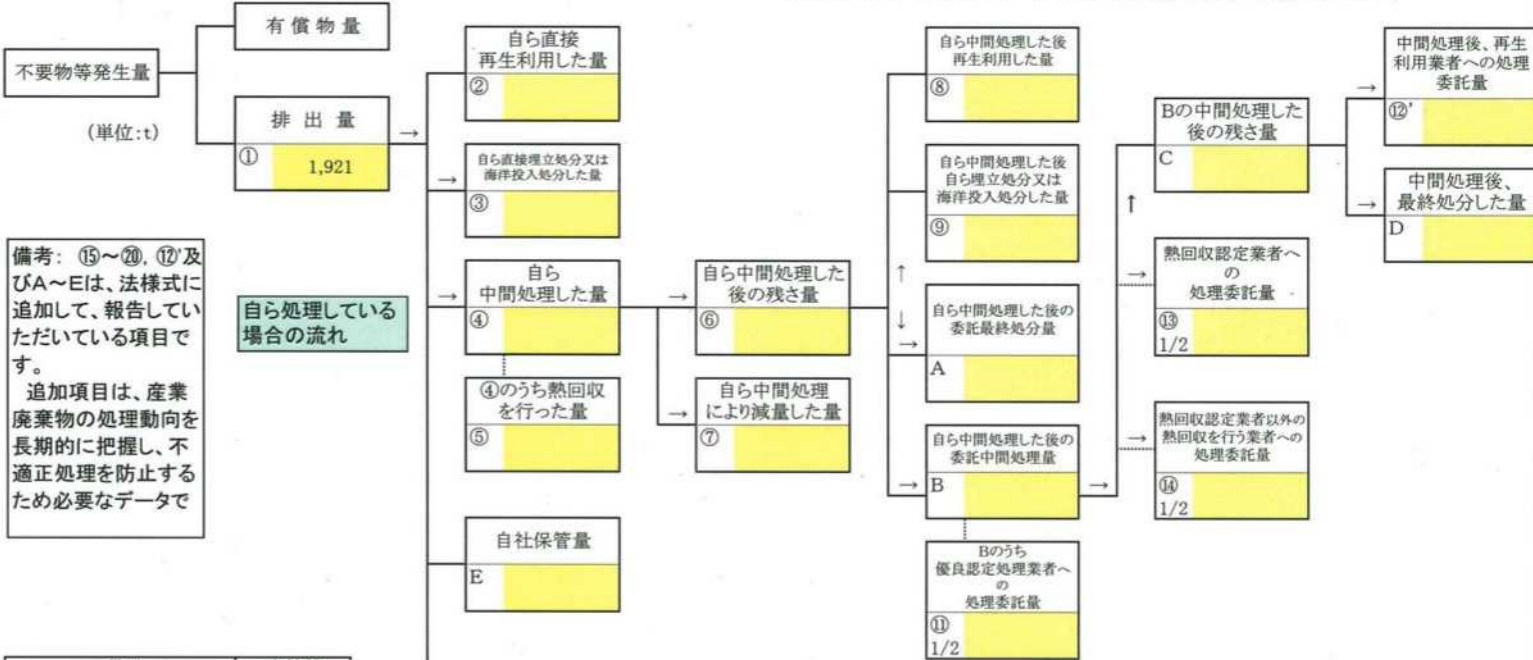 有償物量
不要物等発生量
(単位:t)
排出量
→
①
1,921
備考: ⑮～⑳, ⑫'及
びA～Eは、法様式に
追加して、報告してい
ただいている項目で
す。
追加項目は、産業
廃棄物の処理動向を
長期的に把握し、不
適正処理を防止する
ため必要なデータで
自ら処理している
場合の流れ
自ら直接
再生利用した量
②
→
自ら直接埋立処分又は
海洋投入処分した量
③
→
自ら
中間処理した量
④
④のうち熱回収
を行った量
⑤
自社保管量
E
→
自ら中間処理した
後の残さ量
⑥
→
自ら中間処理
により減量した量
⑦
自ら中間処理した後
再生利用した量
⑧
自ら中間処理した後
自ら埋立処分又は
海洋投入処分した量
⑨
↑
↓
→
自ら中間処理した後の
委託最終処分量
A
→
自ら中間処理した後の
委託中間処理量
B
→
Bのうち
優良認定処理業者へ
の
処理委託量
⑪
1/2
↑
Bの中間処理した
後の残さ量
C
→
熱回収認定業者へ
の
処理委託量
⑬
1/2
→
熱回収認定業者以外の
熱回収を行う業者への
処理委託量
⑭
1/2
→
中間処理後、再生
利用業者への処理
委託量
⑫'
→
中間処理後、
最終処分した量
D